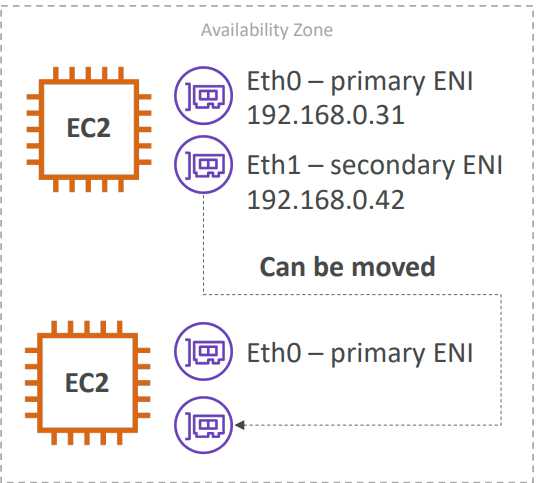 Availability Zone
EC2
Eth0 – primary ENI
192.168.0.31
Eth1 – secondary ENI
192.168.0.42
Can be moved
EC2
Eth0 – primary ENI